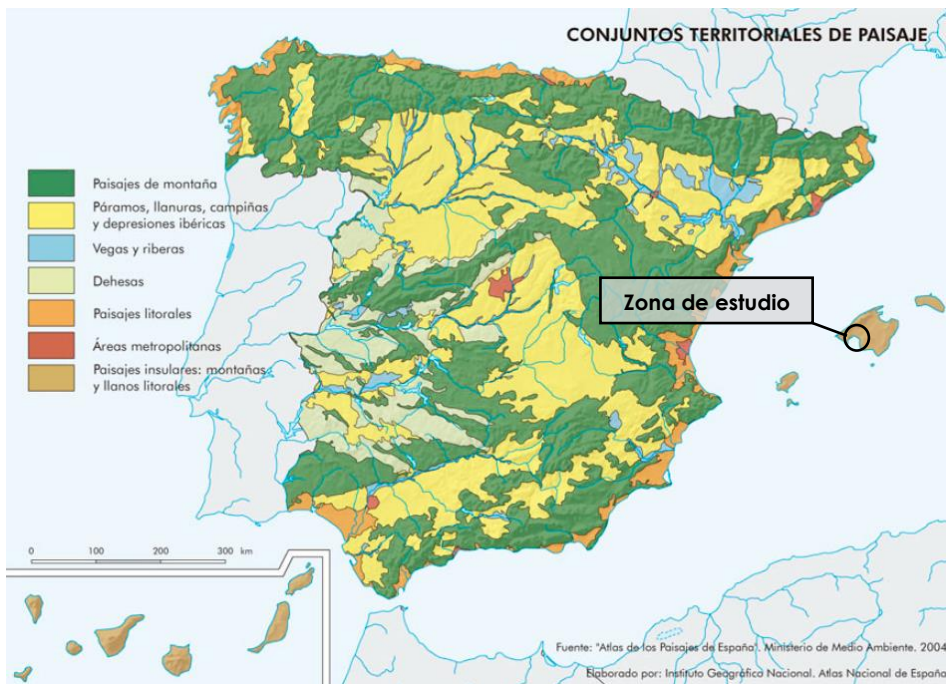 CONJUNTOS TERRITORIALES DE PAISAJE
Paisajes de montaña
Páramos, llanuras, campiñas
y depresiones ibéricas
Vegas y riberas
Dehesas
Paisajes litorales
Áreas metropolitanas
Paisajes insulares: montañas
y llanos litorales
Zona de estudio
0 100 200 300 km
Fuente: "Atlas de los Paisajes de España". Ministerio de Medio Ambiente. 2004
Elaborado por: Instituto Geográfico Nacional. Atlas Nacional de España